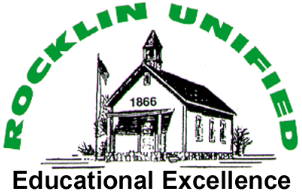 ROCKLIN UNIFIED
1866
Educational Excellence